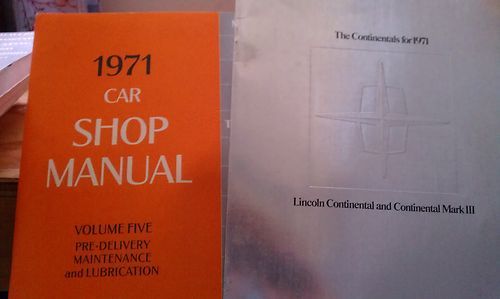 1971
CAR
SHOP
MANUAL
VOLUME FIVE
PRE-DELIVERY
MAINTENANCE
and LUBRICATION
The Continentals for 1971
Lincoln Continental and Continental Mark III